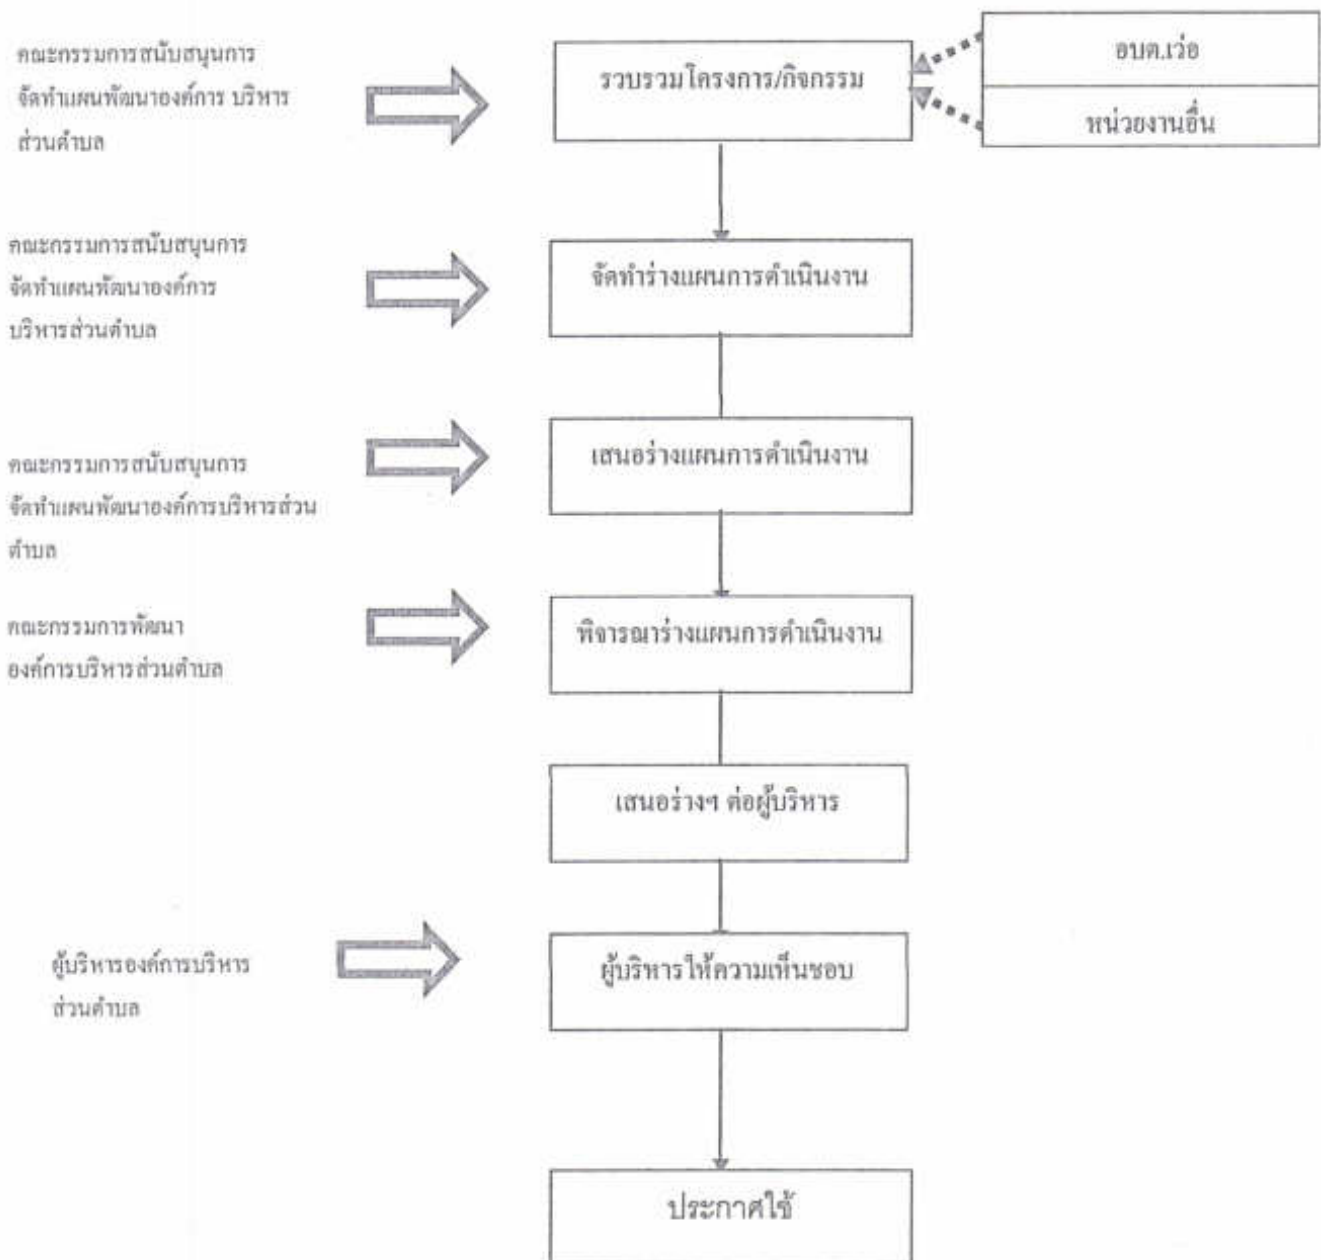 คณะกรรมการสนับสนุนการ
จัดทำแผนพัฒนาองค์การ บริหาร
ส่วนตำบล
รวบรวมโครงการ/กิจกรรม
อบต.เว่อ
หน่วยงานอื่น
คณะกรรมการสนับสนุนการ
จัดทำแผนพัฒนาองค์การ
บริหารส่วนตำบล
จัดทำร่างแผนการดำเนินงาน
คณะกรรมการสนับสนุนการ
จัดทำแผนพัฒนาองค์การบริหารส่วน
ตำบล
เสนอร่างแผนการดำเนินงาน
คณะกรรมการพัฒนา
องค์การบริหารส่วนตำบล
พิจารณาร่างแผนการดำเนินงาน
เสนอร่างฯ ต่อผู้บริหาร
ผู้บริหารองค์การบริหาร
ส่วนตำบล
ผู้บริหารให้ความเห็นชอบ
ประกาศใช้